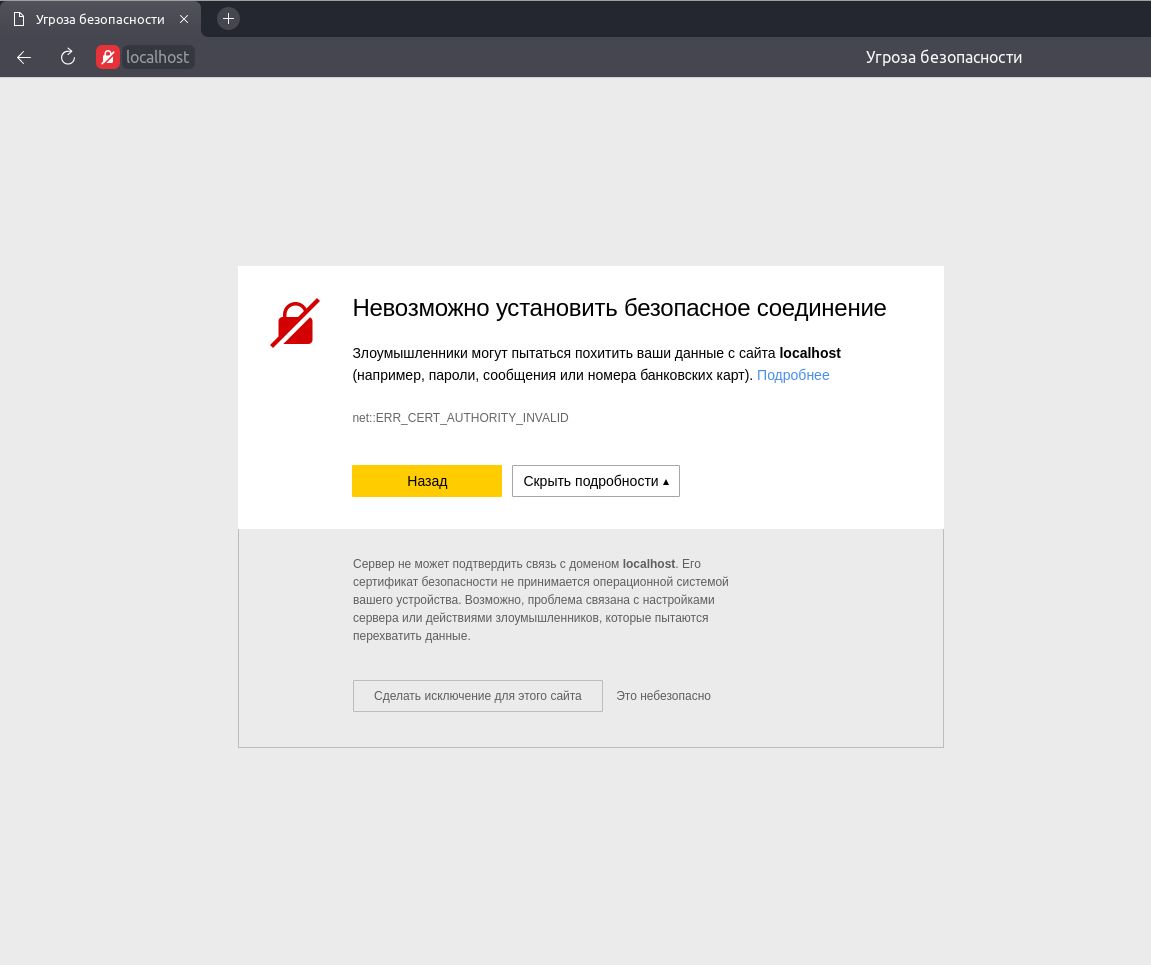 Угроза безопасности
localhost
Угроза безопасности
Невозможно установить безопасное соединение
Злоумышленники могут пытаться похитить ваши данные с сайта localhost
(например, пароли, сообщения или номера банковских карт). Подробнее
net::ERR_CERT_AUTHORITY_INVALID
Назад
Скрыть подробности ▴
Сервер не может подтвердить связь с доменом localhost. Его
сертификат безопасности не принимается операционной системой
вашего устройства. Возможно, проблема связана с настройками
сервера или действиями злоумышленников, которые пытаются
перехватить данные.
Сделать исключение для этого сайта
Это небезопасно